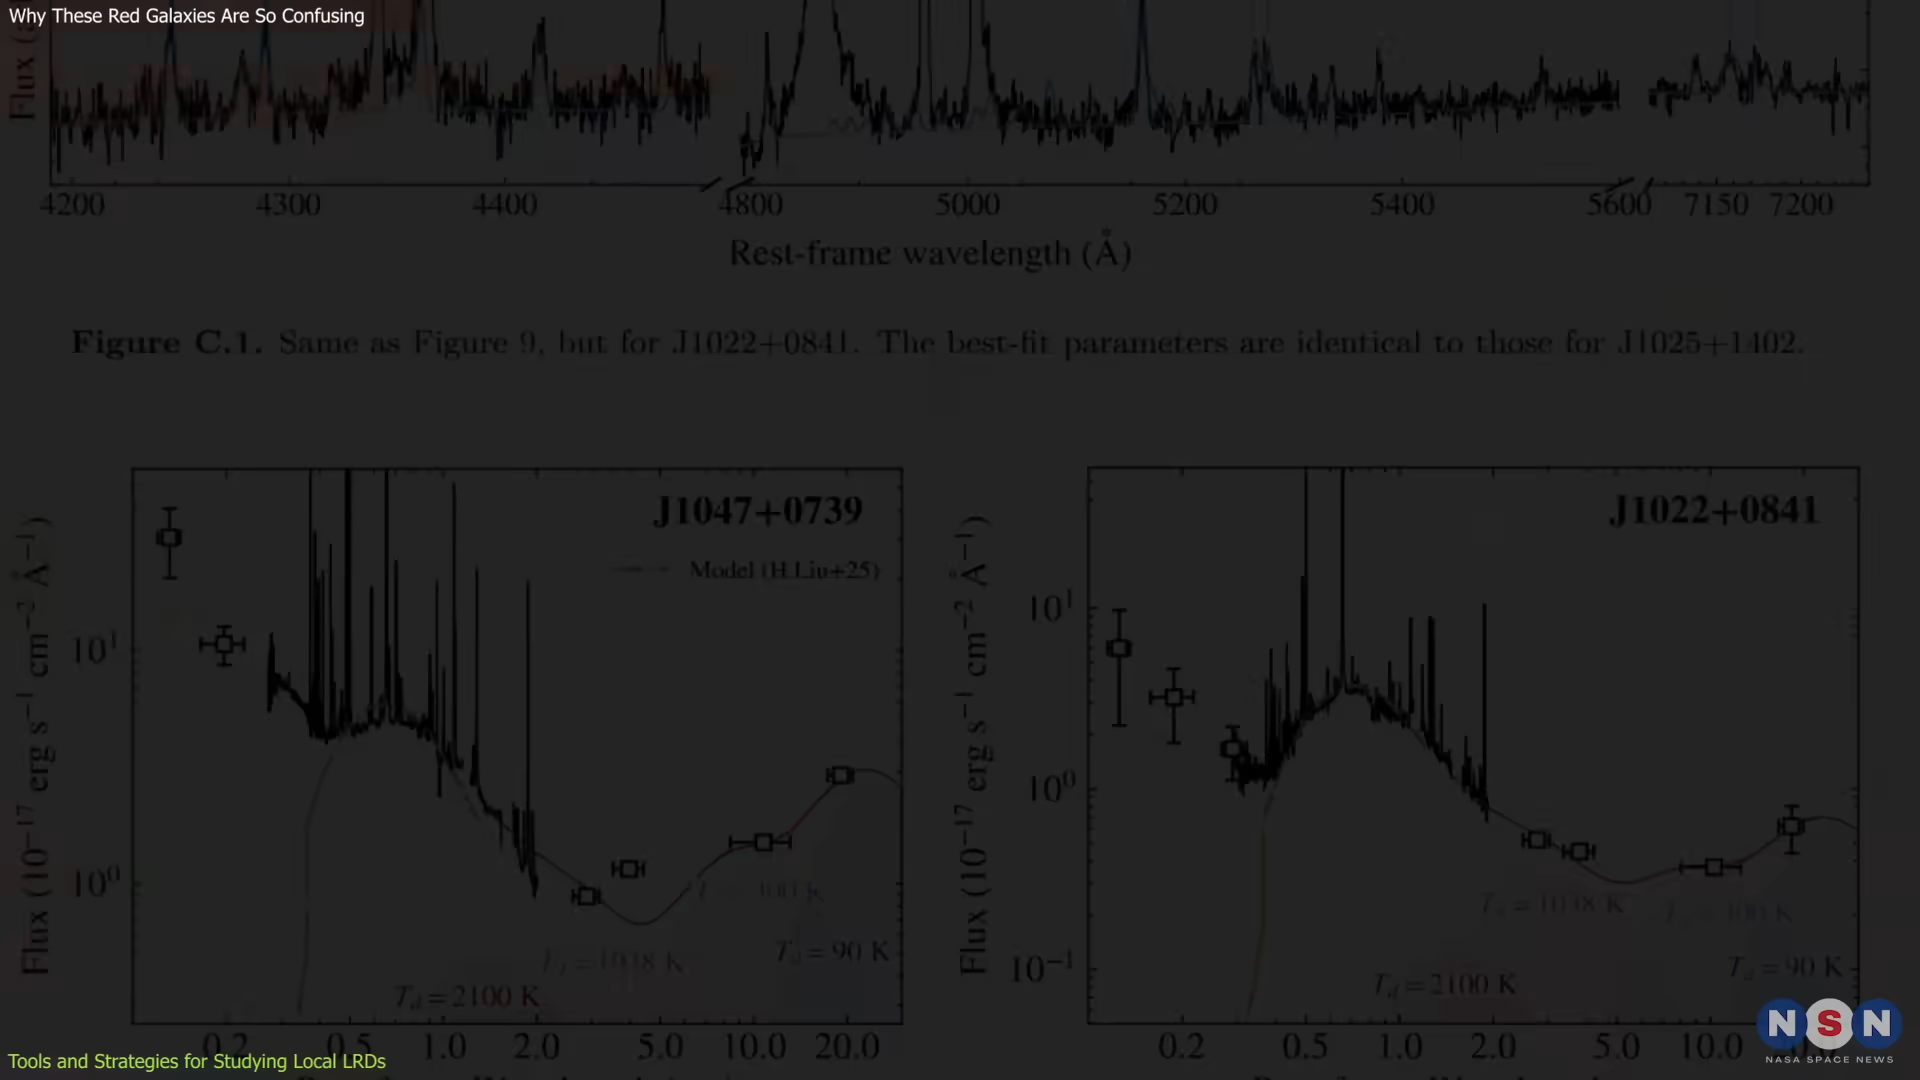 Why These Red Galaxies Are So Confusing
Flux
4200 4300 4400 4800 5000 5200 5400 5600 7150 7200
Rest-frame wavelength (Å)
Figure C.1. Same as Figure 9, but for J1022+0841. The best-fit parameters are identical to those for J1025+1402.
J1047+0739
Model (H.Liu+25)
Flux (10⁻¹⁷ erg s⁻¹ cm⁻² Å⁻¹)
10¹
10⁰
T_d = 90 K
T_d = 2100 K
0.2 0.5 1.0 2.0 5.0 10.0 20.0
J1022+0841
Flux (10⁻¹⁷ erg s⁻¹ cm⁻² Å⁻¹)
10¹
10⁰
10⁻¹
T_d = 90 K
T_d = 2100 K
0.2 0.5 1.0 2.0 5.0 10.0
Tools and Strategies for Studying Local LRDs
NSN
NASA SPACE NEWS